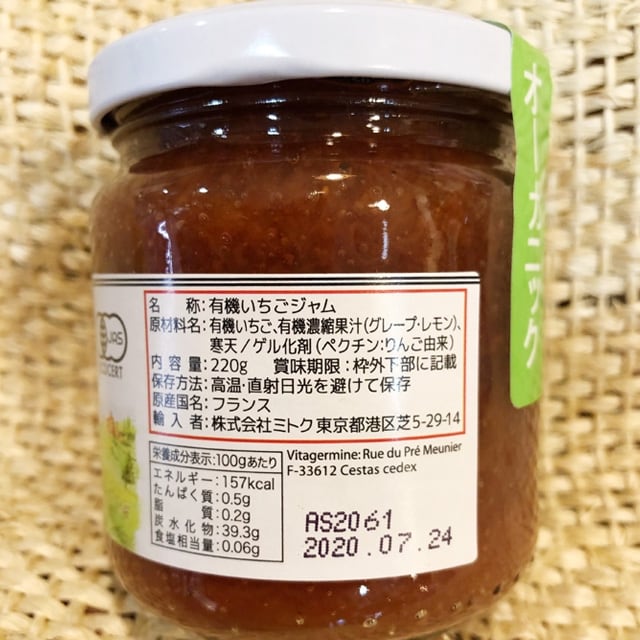 オーガニック
JAS
ECOCERT
名　　称:有機いちごジャム
原材料名:有機いちご、有機濃縮果汁(グレープ・レモン)、
寒天/ゲル化剤(ペクチン:りんご由来)
内 容 量:220g　賞味期限:枠外下部に記載
保存方法:高温・直射日光を避けて保存
原産国名:フランス
輸 入 者:株式会社ミトク 東京都港区芝5-29-14
栄養成分表示:100gあたり
エネルギー:157kcal
たんぱく質:0.5g
脂　　質:0.2g
炭水化物:39.3g
食塩相当量:0.06g
Vitagermine: Rue du Pré Meunier
F-33612 Cestas cedex
AS2061
2020.07.24